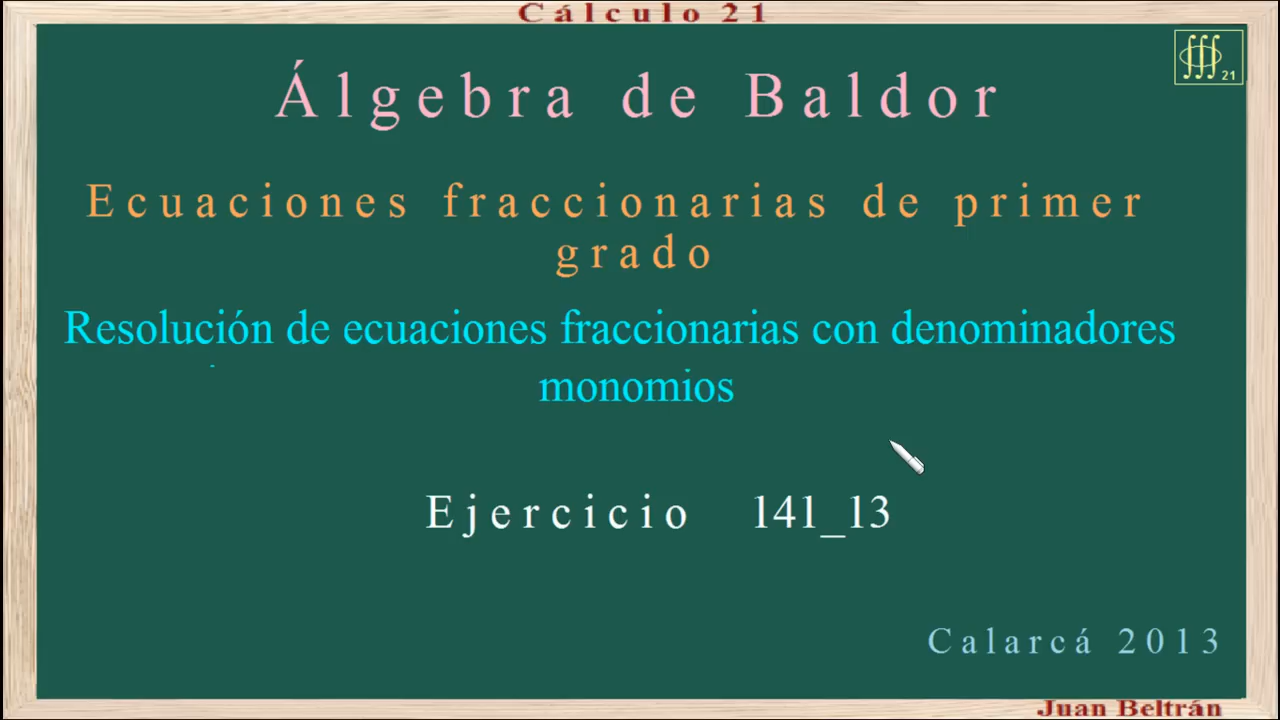 Cálculo 21
∯ 21
Álgebra de Baldor
Ecuaciones fraccionarias de primer
grado
Resolución de ecuaciones fraccionarias con denominadores
monomios
Ejercicio 141_13
Calarcá 2013
Juan Beltrán